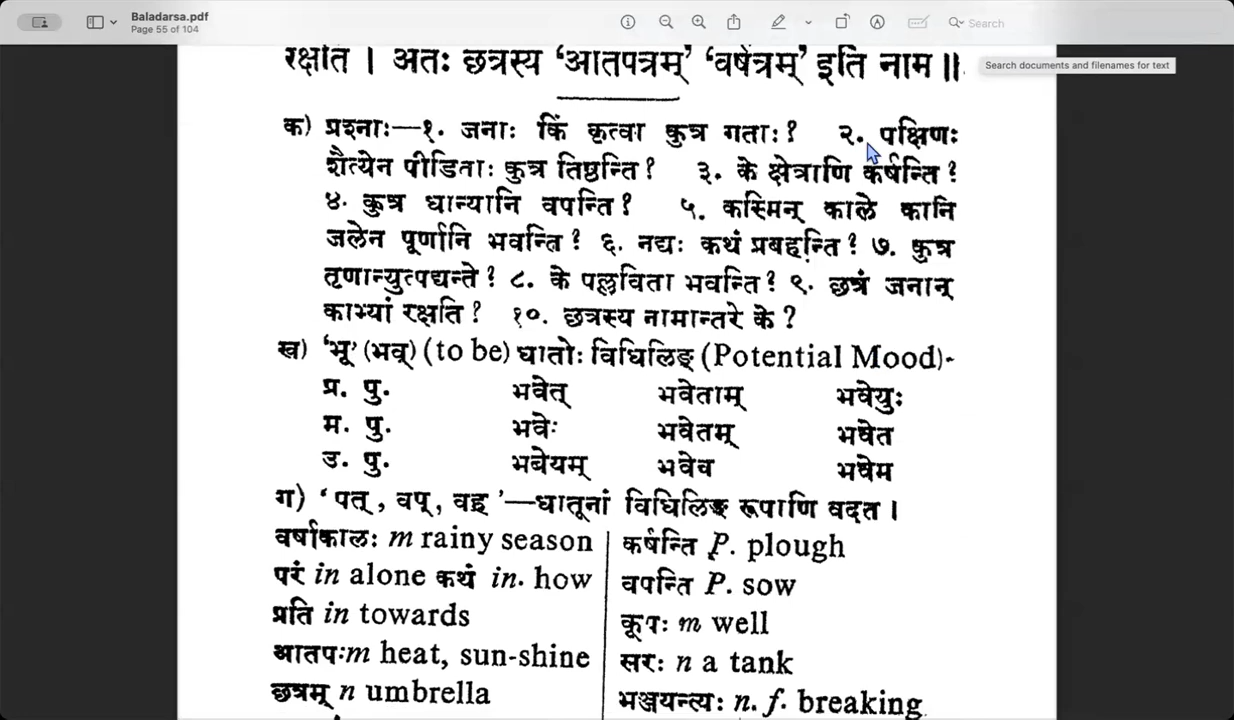 Baladarsa.pdf
Page 55 of 104
Search
Search documents and filenames for text
रक्षति । अतः छत्रस्य 'आतपत्रम्' 'वर्षत्रम्' इति नाम ॥
क) प्रश्नाः—१. जनाः किं कृत्वा कुत्र गताः? २. पक्षिणः
शैत्येन पीडिताः कुत्र तिष्ठन्ति? ३. के क्षेत्राणि कर्षन्ति?
४. कुत्र धान्यानि वपन्ति? ५. कस्मिन् काले कानि
जलेन पूर्णानि भवन्ति? ६. नद्यः कथं प्रबहन्ति? ७. कुत्र
तृणान्युत्पद्यन्ते? ८. के पल्लविता भवन्ति? ९. छत्रं जनान्
काभ्यां रक्षति? १०. छत्रस्य नामान्तरे के?
ख) 'भू' (भव्) (to be) धातोः विधिलिङ् (Potential Mood)-
प्र. पु. भवेत् भवेताम् भवेयुः
म. पु. भवेः भवेतम् भवेत
उ. पु. भबेयम् भवेव भवेम
ग) 'पत्, वप्, वह् '—धातूनां विधिलिङ् रूपाणि वदत ।
वर्षाकालः m rainy season
परं in alone कथं in. how
प्रति in towards
आतपः m heat, sun-shine
छत्रम् n umbrella
कर्षन्ति P. plough
वपन्ति P. sow
कूपः m well
सरः n a tank
भञ्जयन्त्यः n. f. breaking